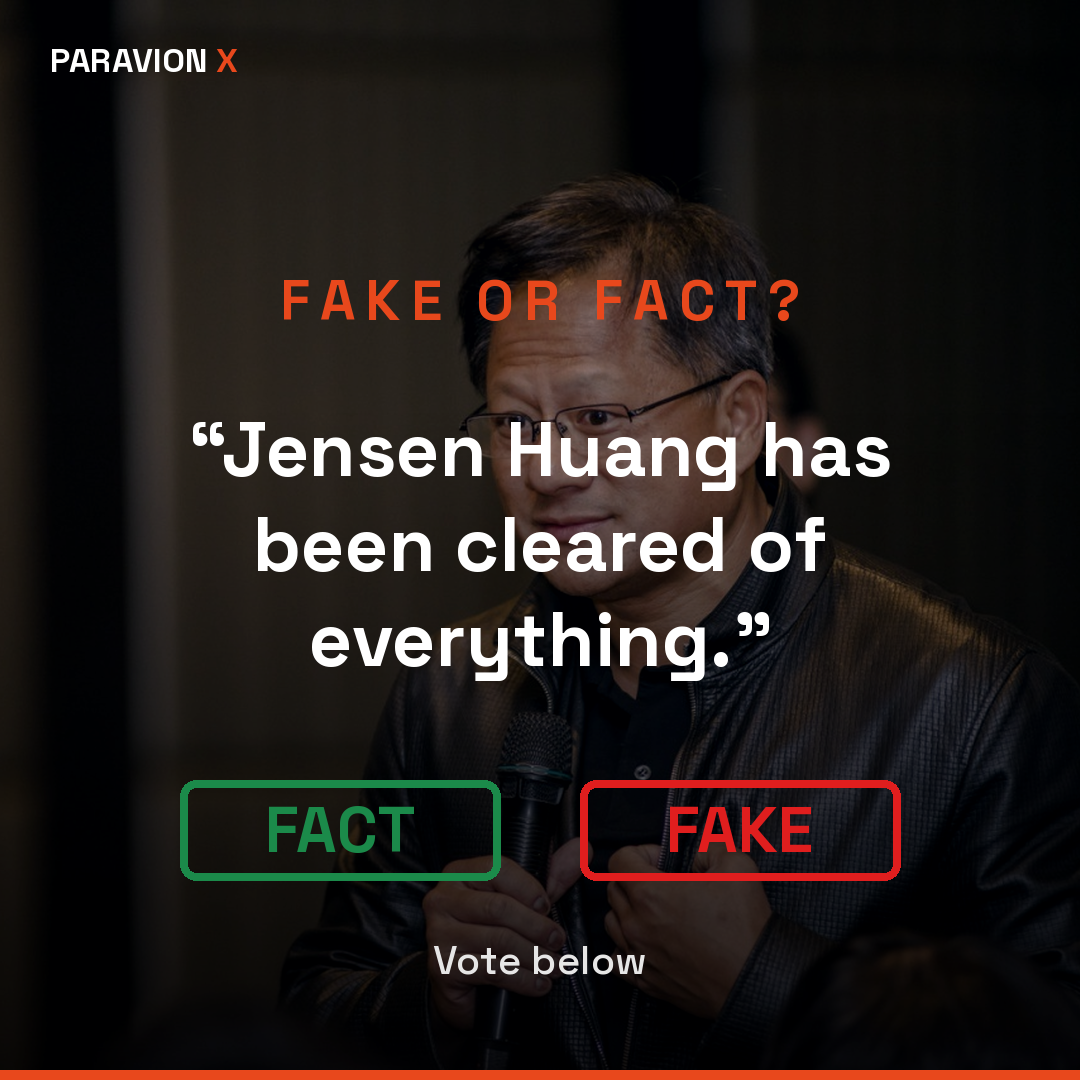 PARAVION X
FAKE OR FACT?
“Jensen Huang has
been cleared of
everything.”
FACT
FAKE
Vote below